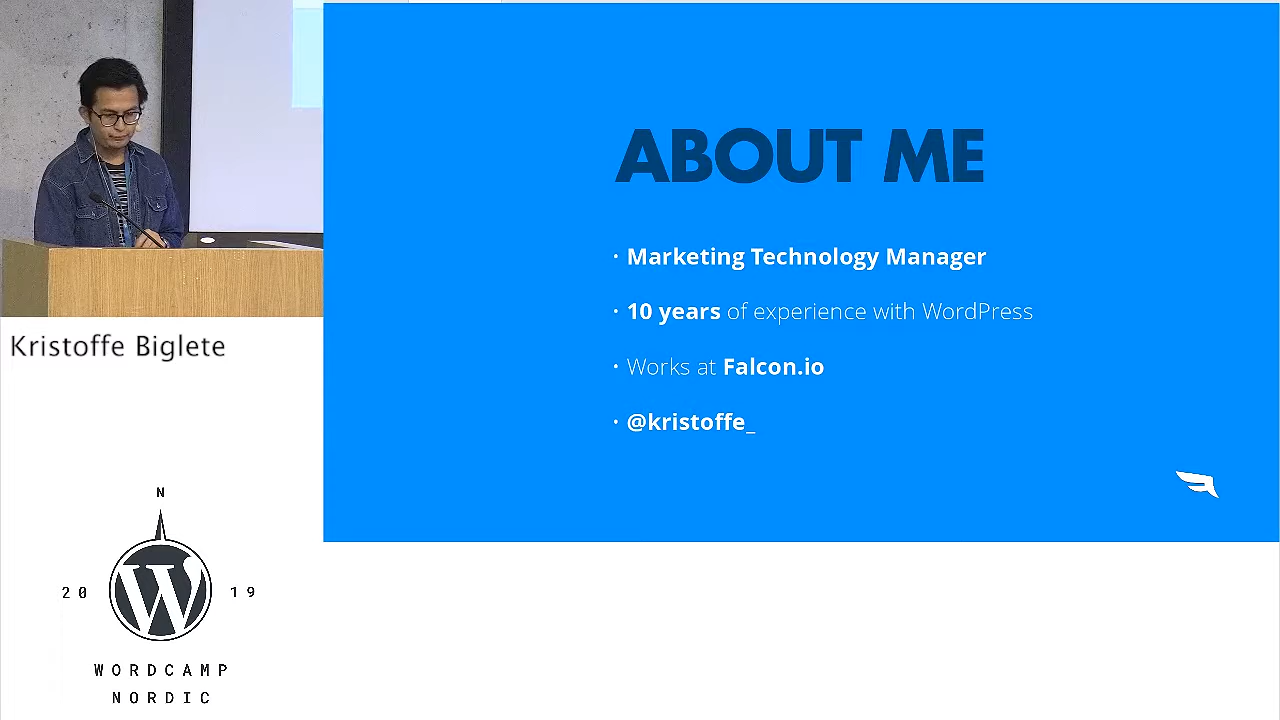 ABOUT ME
• Marketing Technology Manager
• 10 years of experience with WordPress
• Works at Falcon.io
• @kristoffe_
Kristoffe Biglete
N
20 19
WORDCAMP
NORDIC